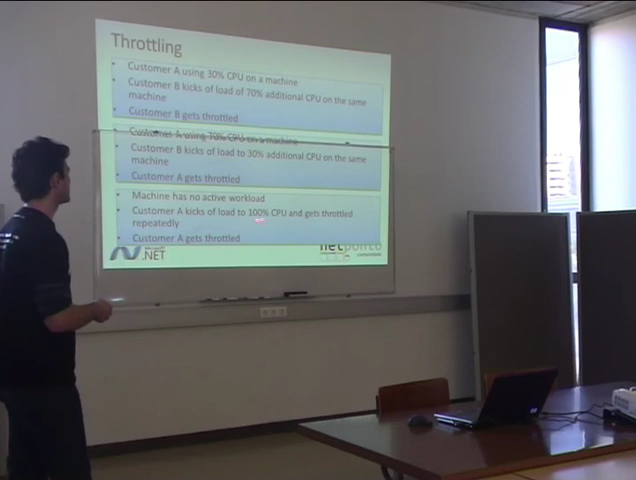 Throttling
Customer A using 30% CPU on a machine
Customer B kicks of load of 70% additional CPU on the same
machine
Customer B gets throttled
Customer A using 70% CPU on a machine
Customer B kicks of load to 30% additional CPU on the same
machine
Customer A gets throttled
Machine has no active workload
Customer A kicks of load to 100% CPU and gets throttled
repeatedly
Customer A gets throttled
.NET
netponto